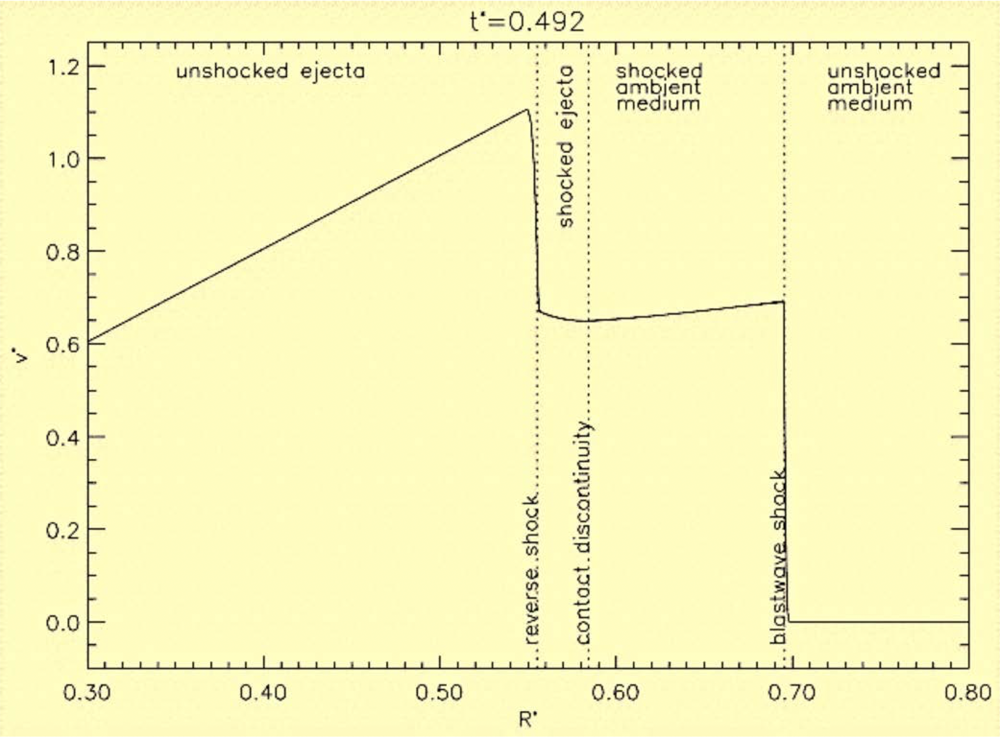 t*=0.492
unshocked ejecta
shocked ejecta
shocked
ambient
medium
unshocked
ambient
medium
1.2
1.0
0.8
0.6
0.4
0.2
0.0
v*
reverse shock
contact discontinuity
blastwave shock
0.30
0.40
0.50
0.60
0.70
0.80
R*